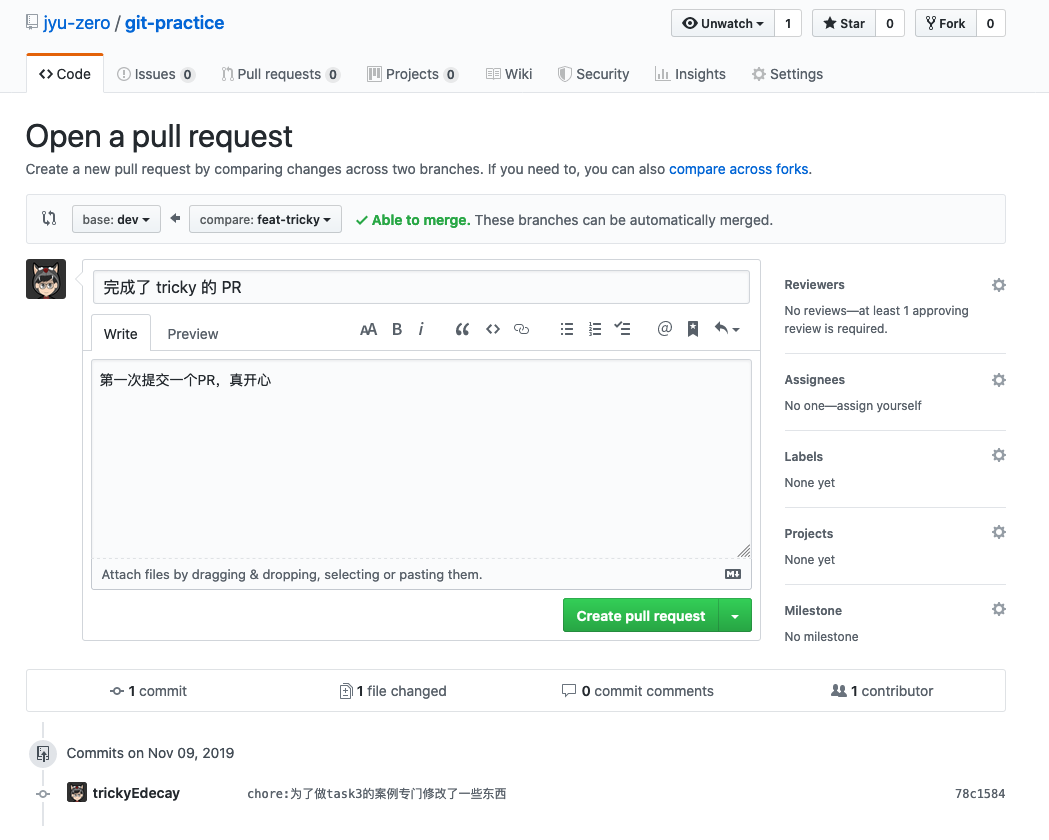 jyu-zero / git-practice
Unwatch 1 Star 0 Fork 0
Code Issues 0 Pull requests 0 Projects 0 Wiki Security Insights Settings
Open a pull request
Create a new pull request by comparing changes across two branches. If you need to, you can also compare across forks.
base: dev compare: feat-tricky Able to merge. These branches can be automatically merged.
完成了 tricky 的 PR
Write Preview AA B i
第一次提交一个PR，真开心
Attach files by dragging & dropping, selecting or pasting them.
Create pull request
Reviewers
No reviews—at least 1 approving
review is required.
Assignees
No one—assign yourself
Labels
None yet
Projects
None yet
Milestone
No milestone
1 commit 1 file changed 0 commit comments 1 contributor
Commits on Nov 09, 2019
trickyEdecay chore:为了做task3的案例专门修改了一些东西 78c1584